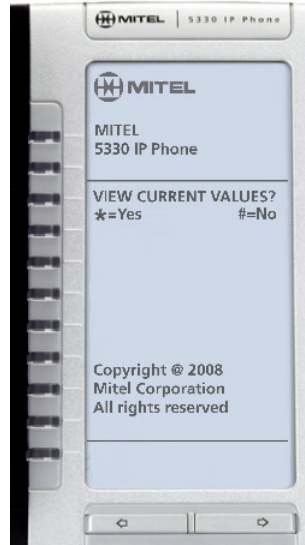 MITEL | 5330 IP Phone
MITEL
MITEL
5330 IP Phone
VIEW CURRENT VALUES?
*=Yes #=No
Copyright @ 2008
Mitel Corporation
All rights reserved